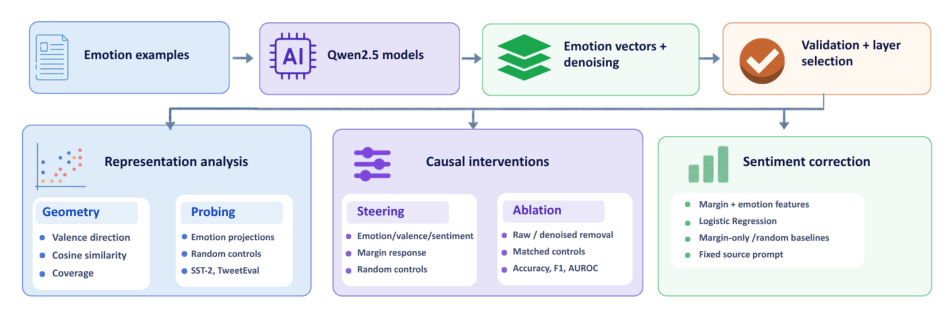 Emotion examples
AI
Qwen2.5 models
Emotion vectors +
denoising
Validation + layer
selection
Representation analysis
Geometry
Valence direction
Cosine similarity
Coverage
Probing
Emotion projections
Random controls
SST-2, TweetEval
Causal interventions
Steering
Emotion/valence/sentiment
Margin response
Random controls
Ablation
Raw / denoised removal
Matched controls
Accuracy, F1, AUROC
Sentiment correction
Margin + emotion features
Logistic Regression
Margin-only /random baselines
Fixed source prompt